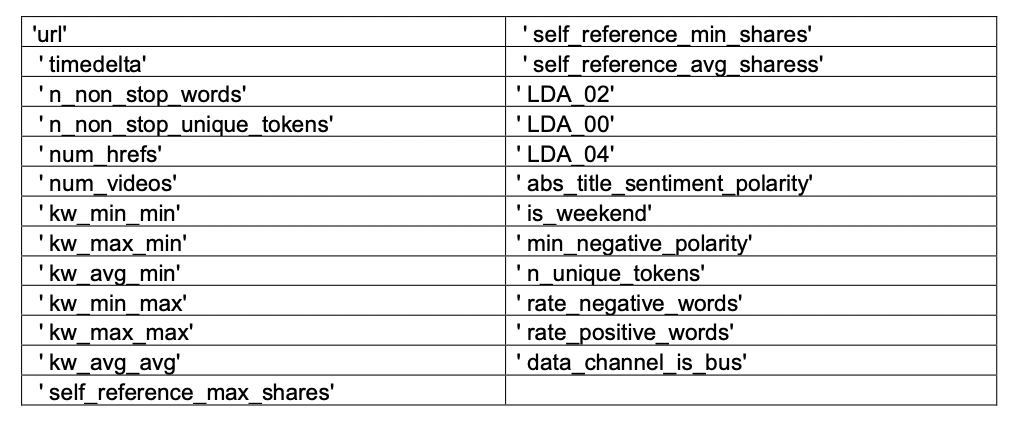 'url' ' self_reference_min_shares'
' timedelta' ' self_reference_avg_sharess'
' n_non_stop_words' ' LDA_02'
' n_non_stop_unique_tokens' ' LDA_00'
' num_hrefs' ' LDA_04'
' num_videos' ' abs_title_sentiment_polarity'
' kw_min_min' ' is_weekend'
' kw_max_min' ' min_negative_polarity'
' kw_avg_min' ' n_unique_tokens'
' kw_min_max' ' rate_negative_words'
' kw_max_max' ' rate_positive_words'
' kw_avg_avg' ' data_channel_is_bus'
' self_reference_max_shares'